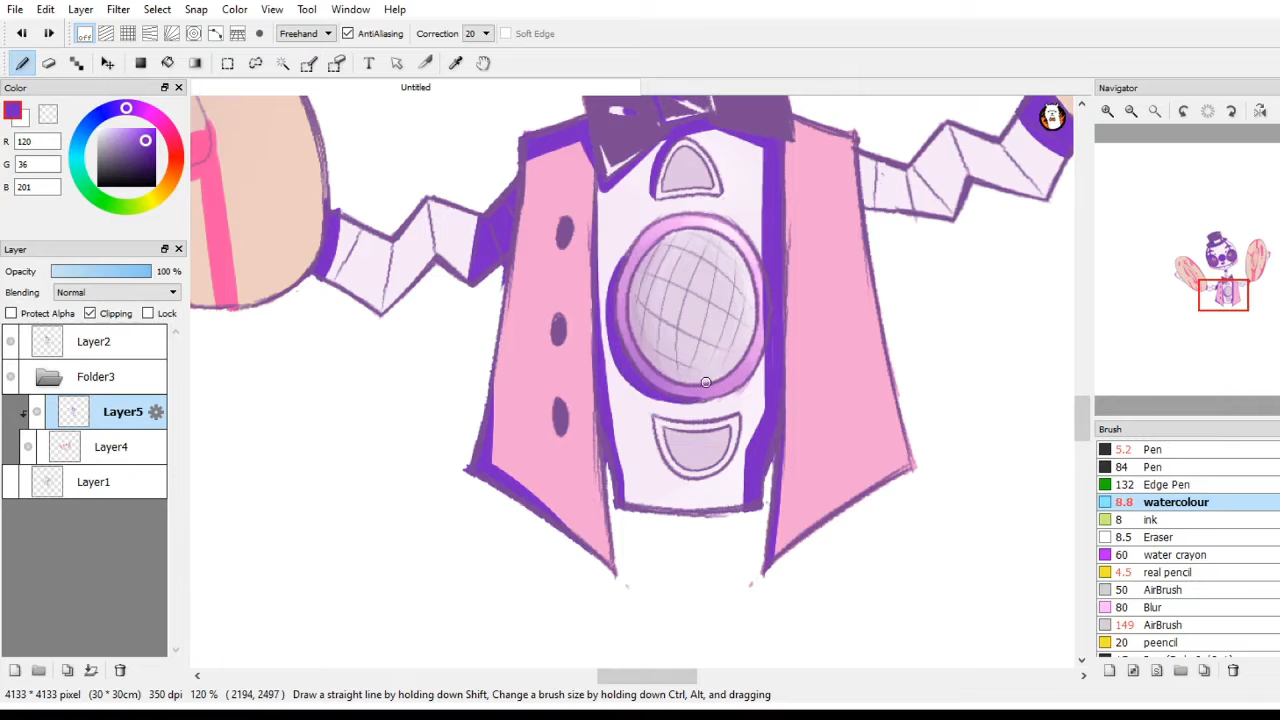 File Edit Layer Filter Select Snap Color View Tool Window Help
off Freehand AntiAliasing Correction 20 Soft Edge
T
Untitled
Color
R 120
G 36
B 201
Layer
Opacity 100 %
Blending Normal
Protect Alpha Clipping Lock
Layer2
Folder3
Layer5
Layer4
Layer1
Navigator
Brush
5.2 Pen
84 Pen
132 Edge Pen
8.8 watercolour
8 ink
8.5 Eraser
60 water crayon
4.5 real pencil
50 AirBrush
80 Blur
149 AirBrush
20 peencil
4133 * 4133 pixel (30 * 30cm) 350 dpi 120 % ( 2194, 2497 ) Draw a straight line by holding down Shift, Change a brush size by holding down Ctrl, Alt, and dragging